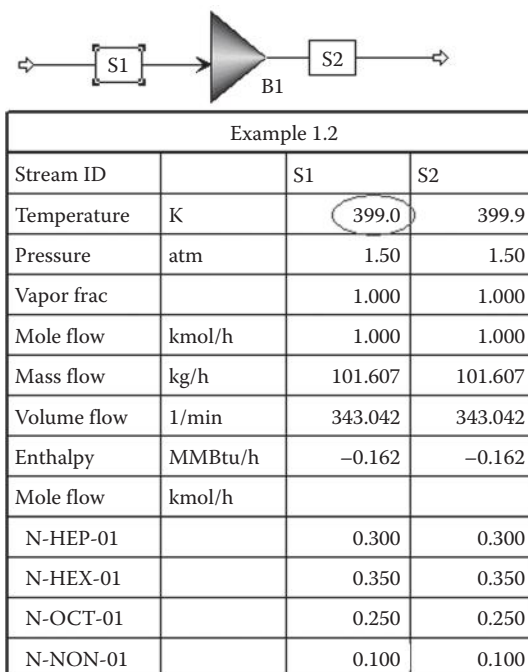 S1
S2
B1
Example 1.2
Stream ID S1 S2
Temperature K 399.0 399.9
Pressure atm 1.50 1.50
Vapor frac 1.000 1.000
Mole flow kmol/h 1.000 1.000
Mass flow kg/h 101.607 101.607
Volume flow 1/min 343.042 343.042
Enthalpy MMBtu/h –0.162 –0.162
Mole flow kmol/h
N-HEP-01 0.300 0.300
N-HEX-01 0.350 0.350
N-OCT-01 0.250 0.250
N-NON-01 0.100 0.100